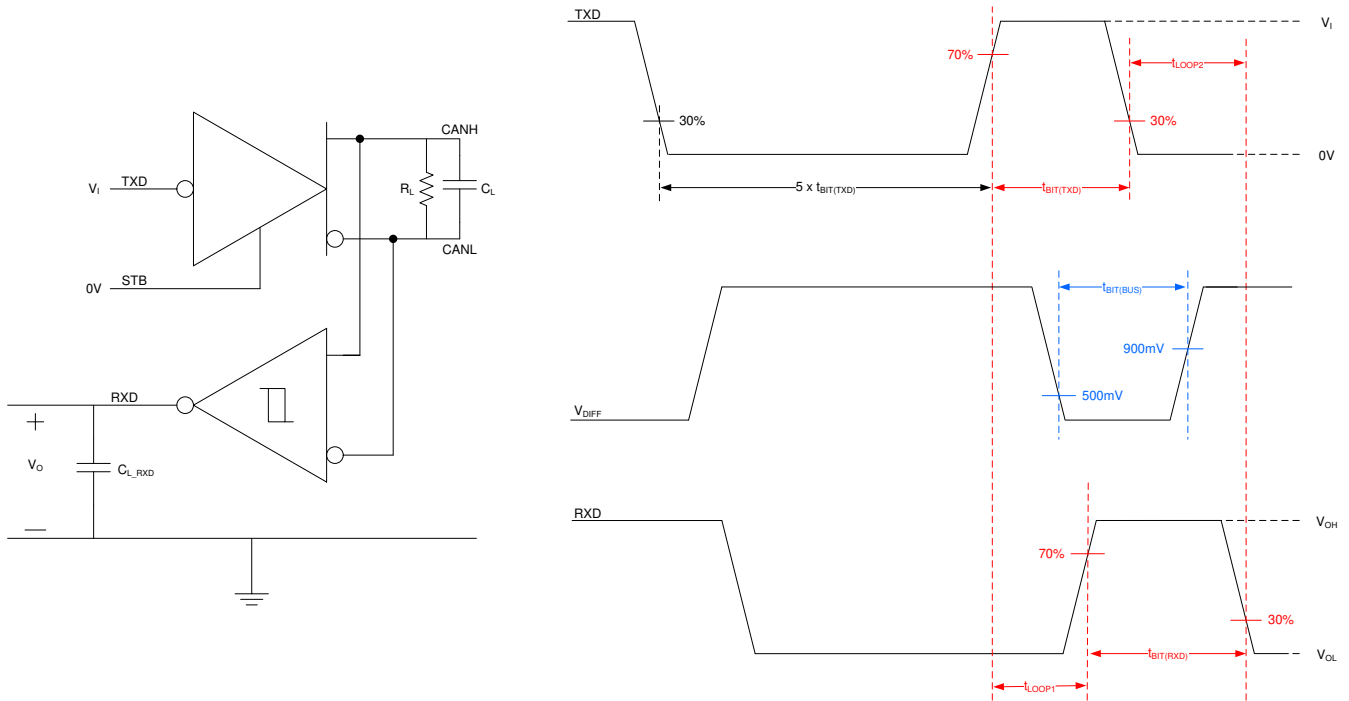 V_I TXD
CANH
R_L C_L
CANL
0V STB
RXD
+
V_O
C_L_RXD
—
TXD
V_I
70%
t_LOOP2
30%
30%
0V
5 x t_BIT(TXD)
t_BIT(TXD)
t_BIT(BUS)
900mV
500mV
V_DIFF
RXD
V_OH
70%
30%
t_BIT(RXD)
V_OL
t_LOOP1